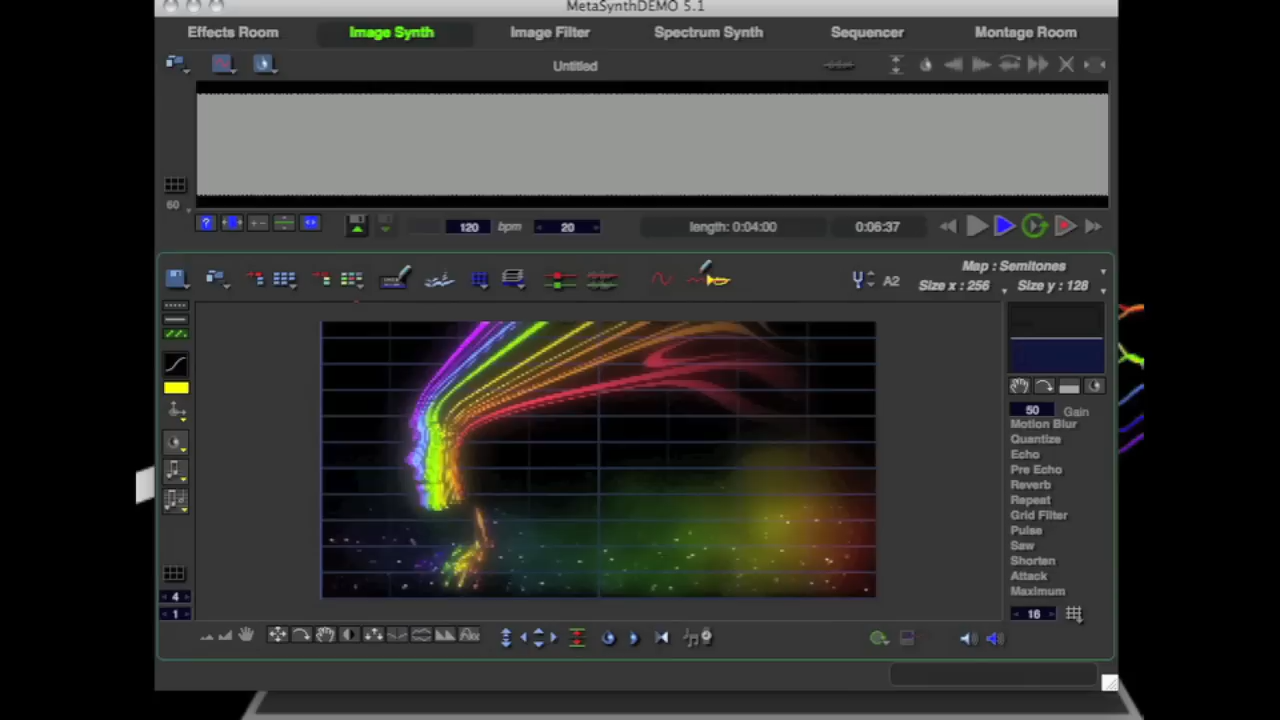 MetaSynthDEMO 5.1
Effects Room Image Synth Image Filter Spectrum Synth Sequencer Montage Room
Untitled
60
? 120 bpm 20 length: 0:04:00 0:06:37
Map : Semitones
A2 Size x : 256 Size y : 128
50 Gain
Motion Blur
Quantize
Echo
Pre Echo
Reverb
Repeat
Grid Filter
Pulse
Saw
Shorten
Attack
Maximum
4
1 16